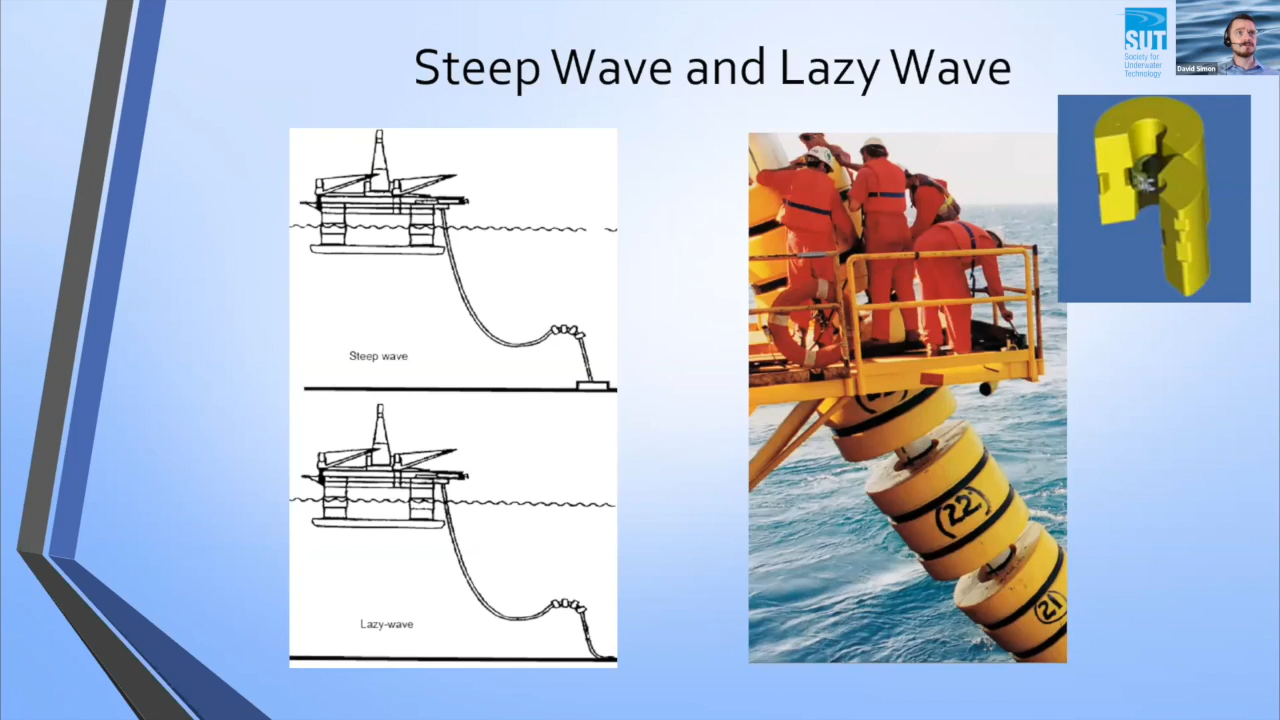 Steep Wave and Lazy Wave
SUT
Society for
Underwater
Technology
David Simon
Steep wave
Lazy-wave
(22)
(21)